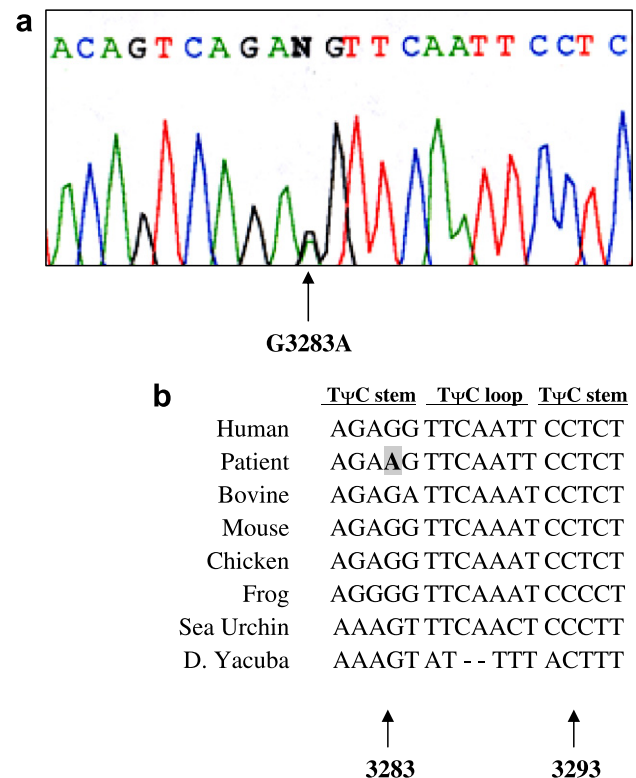 a
ACAGTCAGANGTTCAATTCCTC
G3283A
b
TΨC stem TΨC loop TΨC stem
Human AGAGG TTCAATT CCTCT
Patient AGAAG TTCAATT CCTCT
Bovine AGAGA TTCAAAT CCTCT
Mouse AGAGG TTCAAAT CCTCT
Chicken AGAGG TTCAAAT CCTCT
Frog AGGGG TTCAAAT CCCCT
Sea Urchin AAAGT TTCAACT CCCTT
D. Yacuba AAAGT AT - - TTT ACTTT
3283 3293